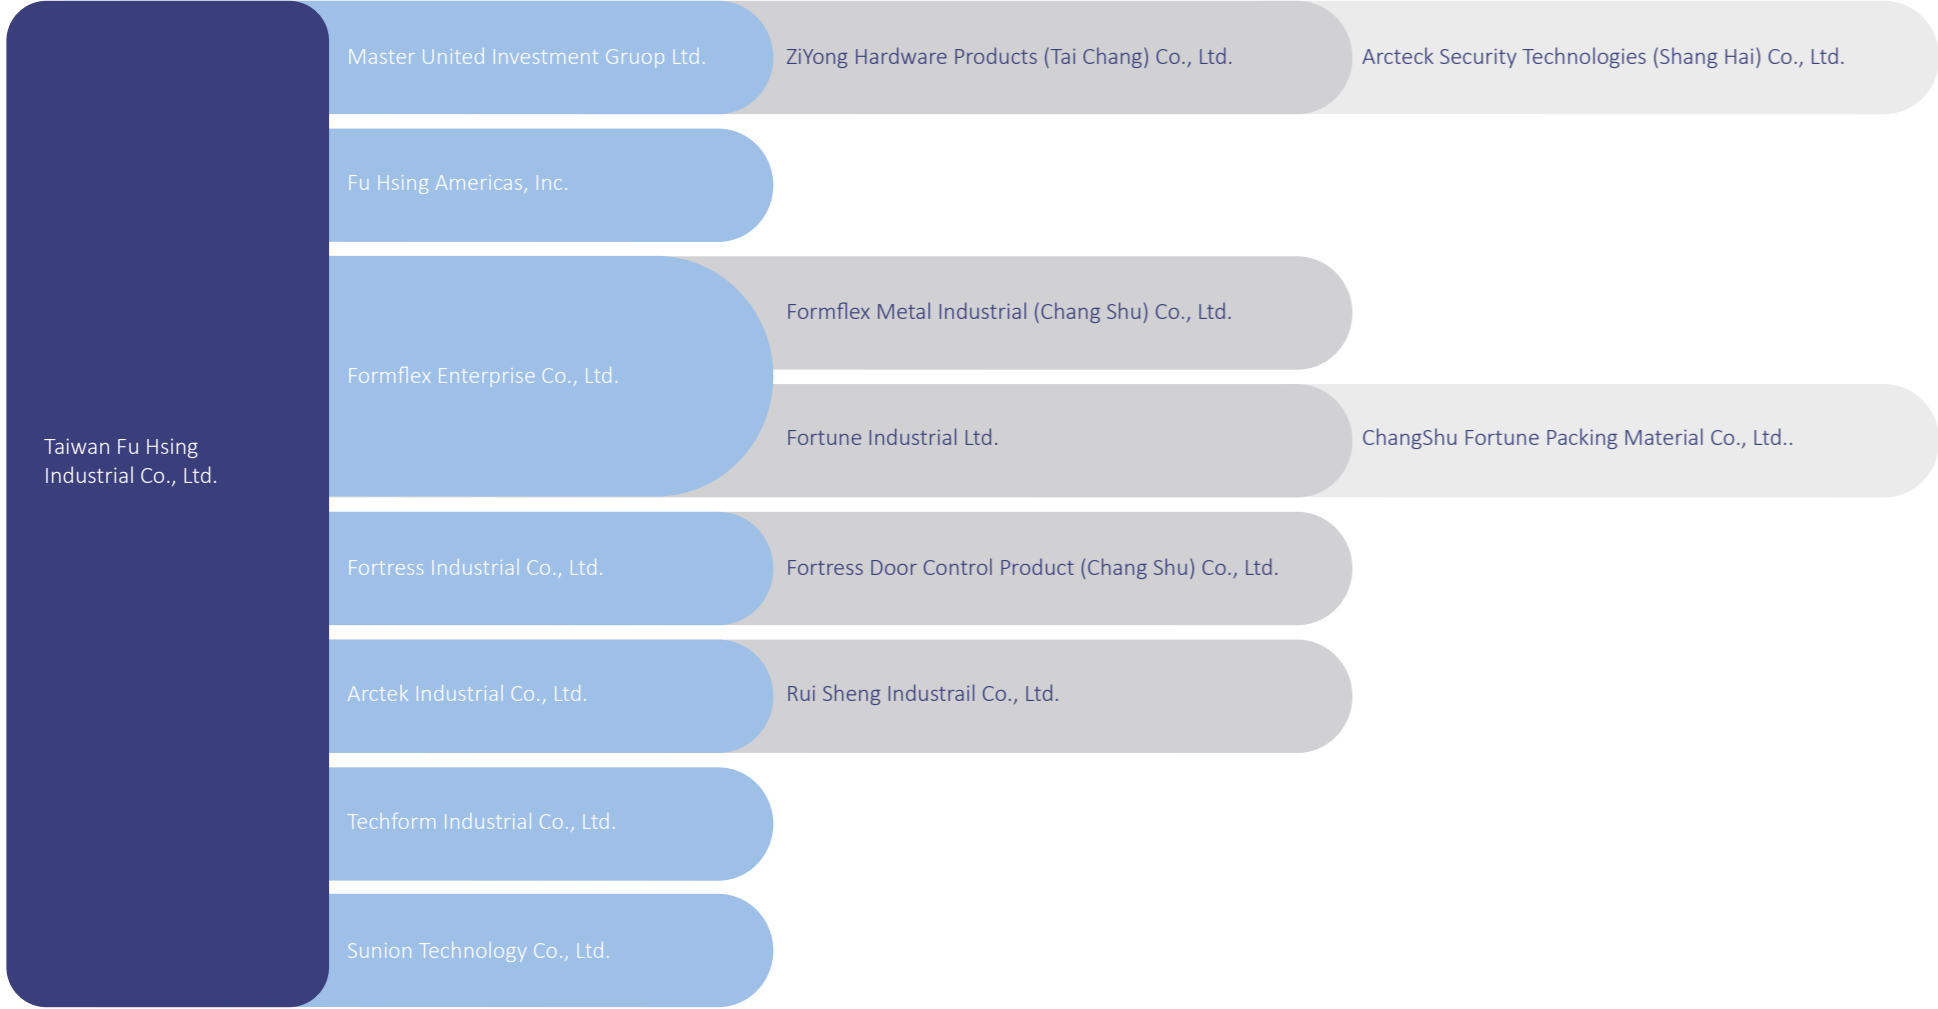 Taiwan Fu Hsing
Industrial Co., Ltd.
Master United Investment Gruop Ltd.
ZiYong Hardware Products (Tai Chang) Co., Ltd.
Arcteck Security Technologies (Shang Hai) Co., Ltd.
Fu Hsing Americas, Inc.
Formflex Enterprise Co., Ltd.
Formflex Metal Industrial (Chang Shu) Co., Ltd.
Fortune Industrial Ltd.
ChangShu Fortune Packing Material Co., Ltd..
Fortress Industrial Co., Ltd.
Fortress Door Control Product (Chang Shu) Co., Ltd.
Arctek Industrial Co., Ltd.
Rui Sheng Industrail Co., Ltd.
Techform Industrial Co., Ltd.
Sunion Technology Co., Ltd.